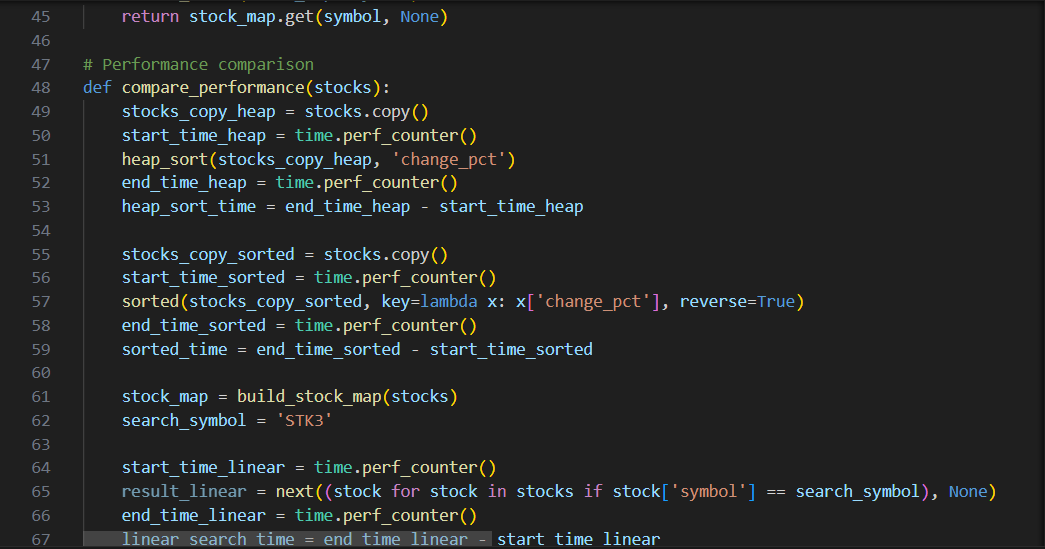 45 return stock_map.get(symbol, None)
46
47 # Performance comparison
48 def compare_performance(stocks):
49 stocks_copy_heap = stocks.copy()
50 start_time_heap = time.perf_counter()
51 heap_sort(stocks_copy_heap, 'change_pct')
52 end_time_heap = time.perf_counter()
53 heap_sort_time = end_time_heap - start_time_heap
54
55 stocks_copy_sorted = stocks.copy()
56 start_time_sorted = time.perf_counter()
57 sorted(stocks_copy_sorted, key=lambda x: x['change_pct'], reverse=True)
58 end_time_sorted = time.perf_counter()
59 sorted_time = end_time_sorted - start_time_sorted
60
61 stock_map = build_stock_map(stocks)
62 search_symbol = 'STK3'
63
64 start_time_linear = time.perf_counter()
65 result_linear = next((stock for stock in stocks if stock['symbol'] == search_symbol), None)
66 end_time_linear = time.perf_counter()
67 linear_search_time = end_time_linear - start_time_linear